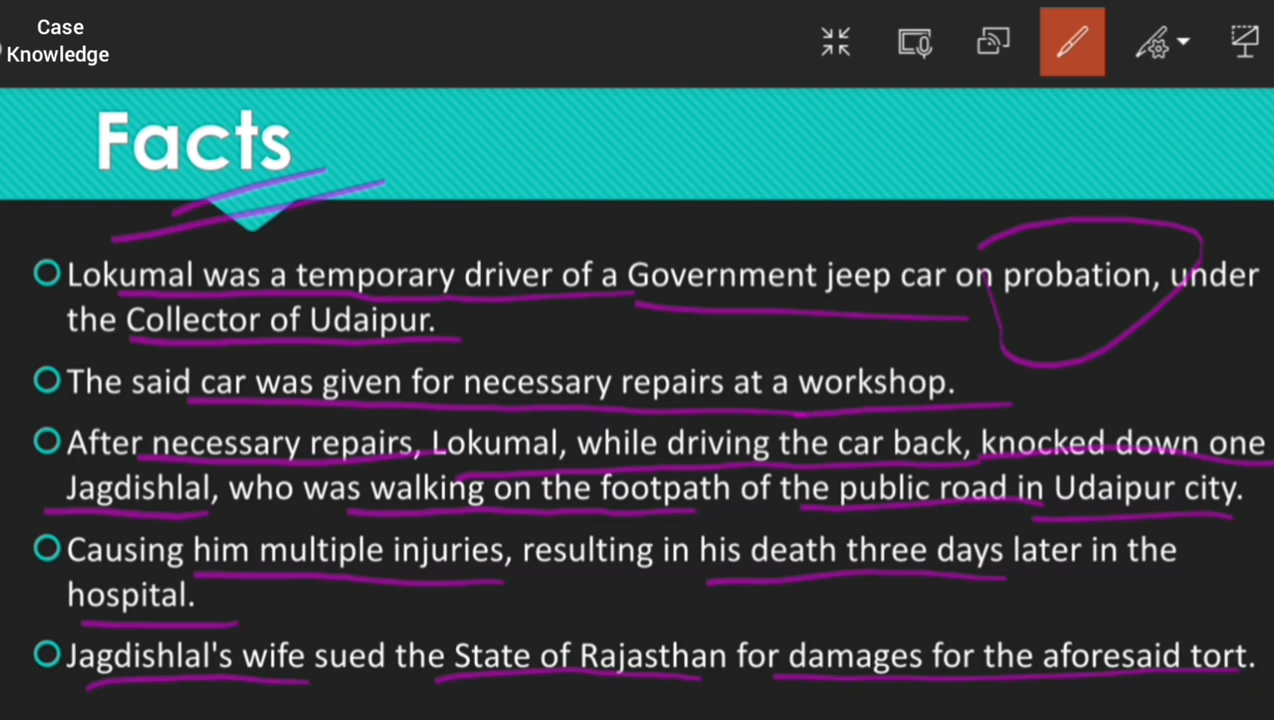 Case
Knowledge
Facts
Lokumal was a temporary driver of a Government jeep car on probation, under
the Collector of Udaipur.
The said car was given for necessary repairs at a workshop.
After necessary repairs, Lokumal, while driving the car back, knocked down one
Jagdishlal, who was walking on the footpath of the public road in Udaipur city.
Causing him multiple injuries, resulting in his death three days later in the
hospital.
Jagdishlal's wife sued the State of Rajasthan for damages for the aforesaid tort.